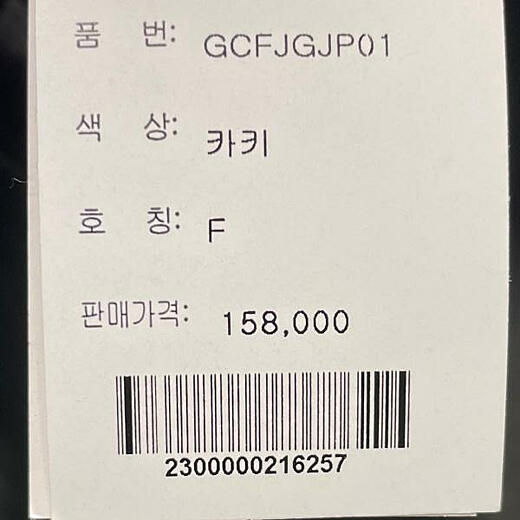 품 번: GCFJGJP01
색 상: 카키
호 칭: F
판매가격: 158,000
2300000216257